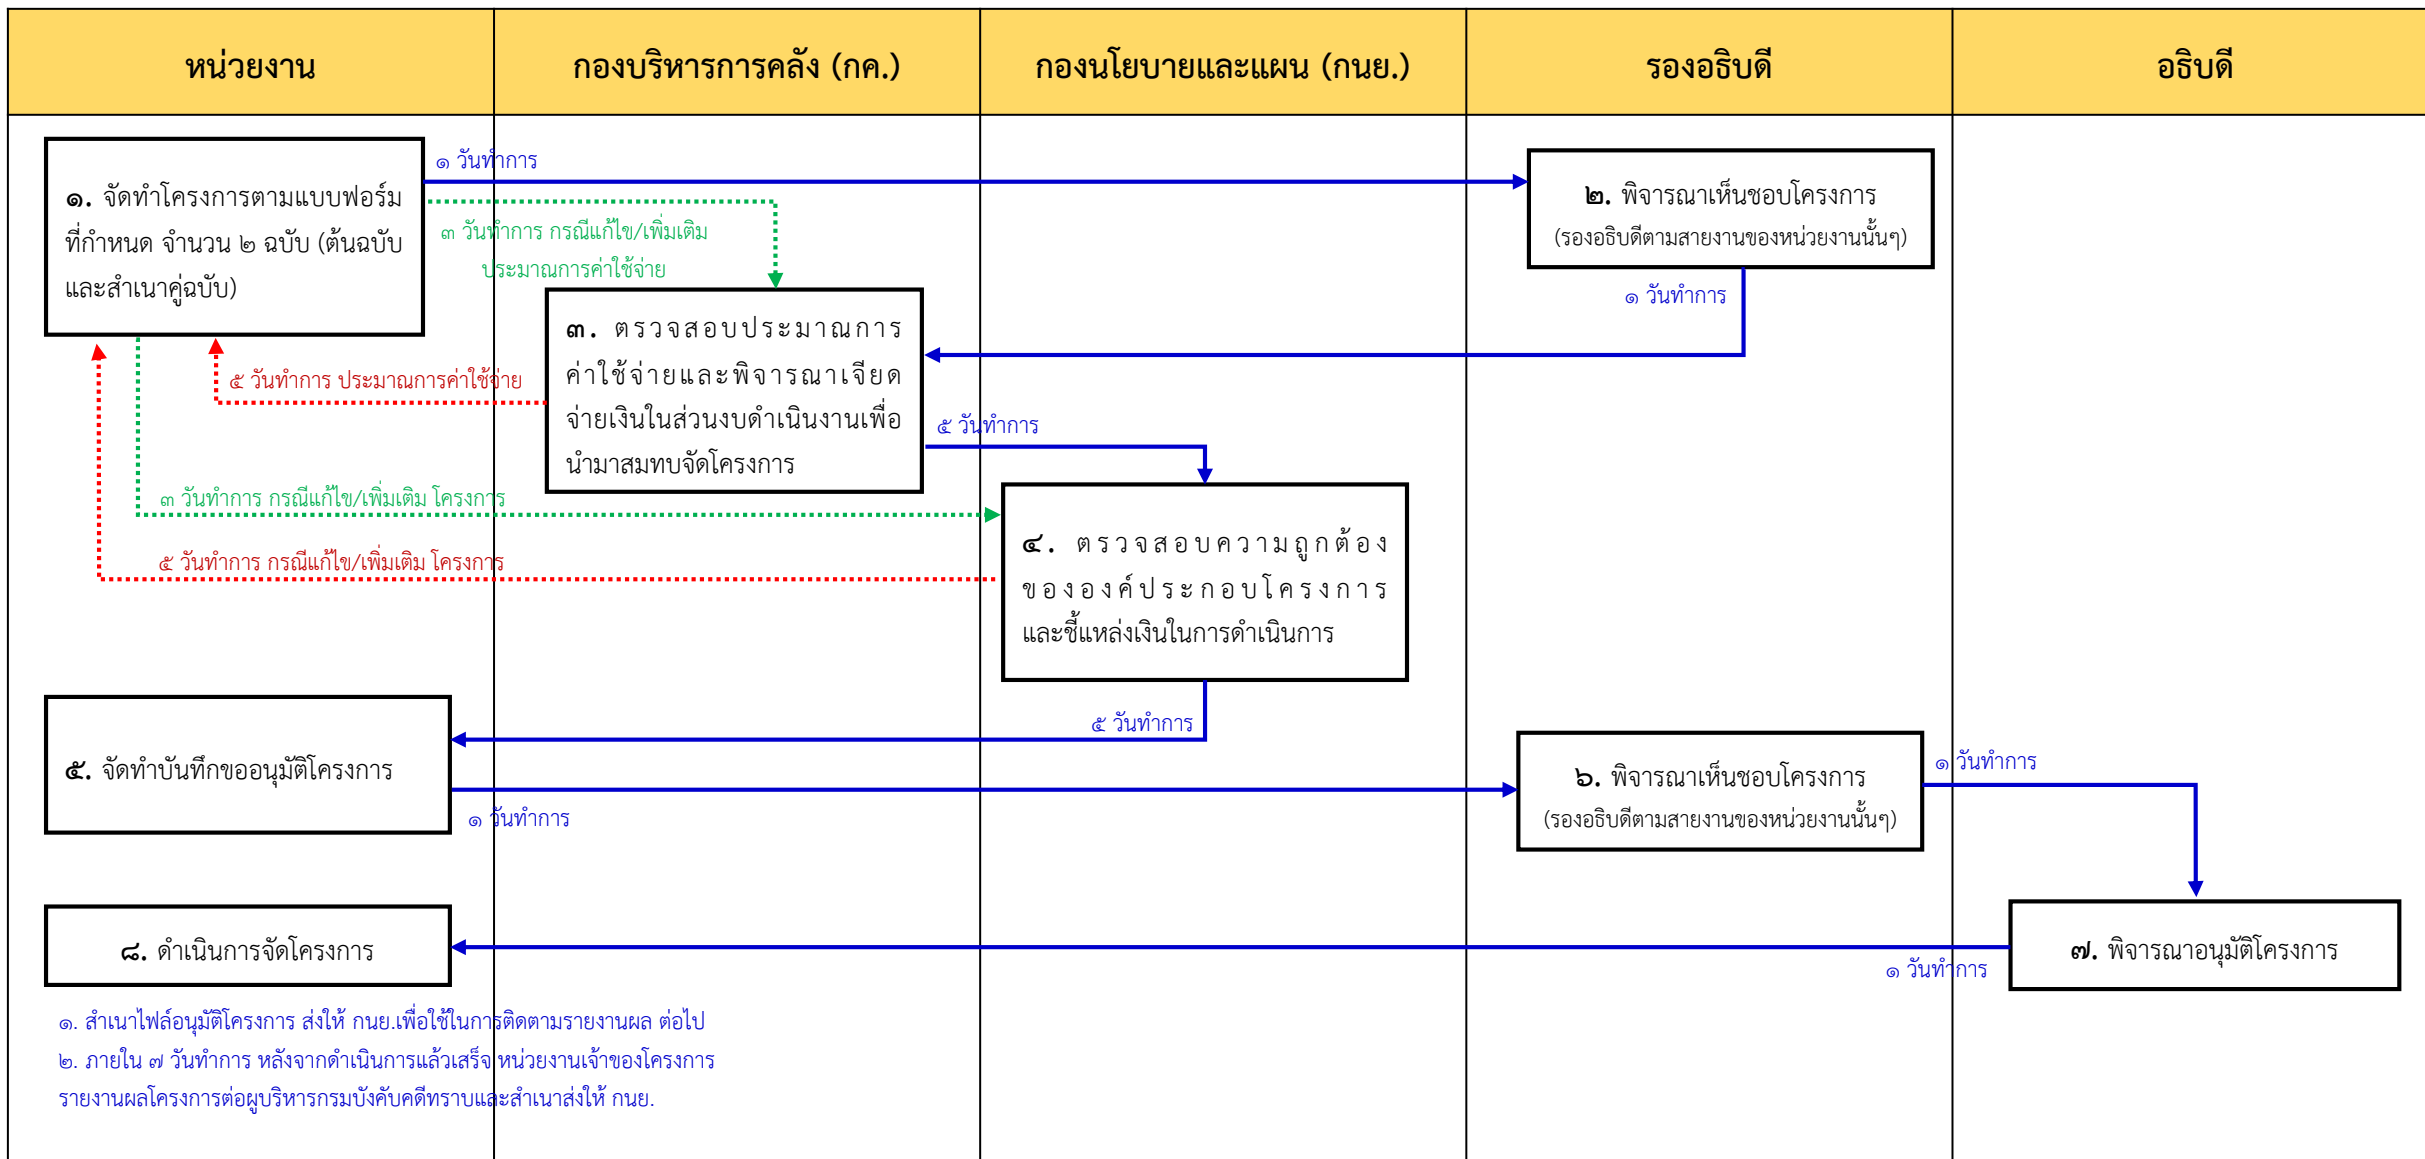 หน่วยงาน
กองบริหารการคลัง (กค.)
กองนโยบายและแผน (กนย.)
รองอธิบดี
อธิบดี
๑. จัดทำโครงการตามแบบฟอร์ม
ที่กำหนด จำนวน ๒ ฉบับ (ต้นฉบับ
และสำเนาคู่ฉบับ)
๑ วันทำการ
๓ วันทำการ กรณีแก้ไข/เพิ่มเติม
ประมาณการค่าใช้จ่าย
๒. พิจารณาเห็นชอบโครงการ
(รองอธิบดีตามสายงานของหน่วยงานนั้นๆ)
๑ วันทำการ
๓. ตรวจสอบประมาณการ
ค่าใช้จ่ายและพิจารณาเจียด
จ่ายเงินในส่วนงบดำเนินงานเพื่อ
นำมาสมทบจัดโครงการ
๕ วันทำการ ประมาณการค่าใช้จ่าย
๕ วันทำการ
๓ วันทำการ กรณีแก้ไข/เพิ่มเติม โครงการ
๕ วันทำการ กรณีแก้ไข/เพิ่มเติม โครงการ
๔. ตรวจสอบความถูกต้อง
ขององค์ประกอบโครงการ
และชี้แหล่งเงินในการดำเนินการ
๕ วันทำการ
๕. จัดทำบันทึกขออนุมัติโครงการ
๑ วันทำการ
๖. พิจารณาเห็นชอบโครงการ
(รองอธิบดีตามสายงานของหน่วยงานนั้นๆ)
๑ วันทำการ
๗. พิจารณาอนุมัติโครงการ
๑ วันทำการ
๘. ดำเนินการจัดโครงการ
๑. สำเนาไฟล์อนุมัติโครงการ ส่งให้ กนย.เพื่อใช้ในการติดตามรายงานผล ต่อไป
๒. ภายใน ๗ วันทำการ หลังจากดำเนินการแล้วเสร็จ หน่วยงานเจ้าของโครงการ
รายงานผลโครงการต่อผู้บริหารกรมบังคับคดีทราบและสำเนาส่งให้ กนย.